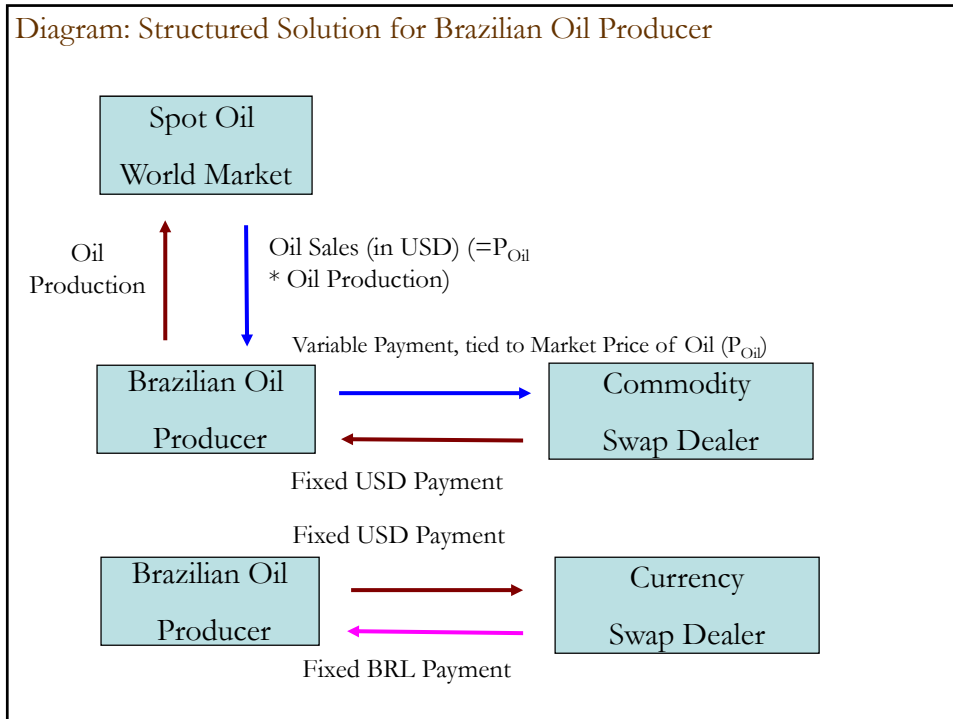 Diagram: Structured Solution for Brazilian Oil Producer
Spot Oil
World Market
Oil
Production
Oil Sales (in USD) (=P_Oil
* Oil Production)
Variable Payment, tied to Market Price of Oil (P_Oil)
Brazilian Oil
Producer
Commodity
Swap Dealer
Fixed USD Payment
Fixed USD Payment
Brazilian Oil
Producer
Currency
Swap Dealer
Fixed BRL Payment